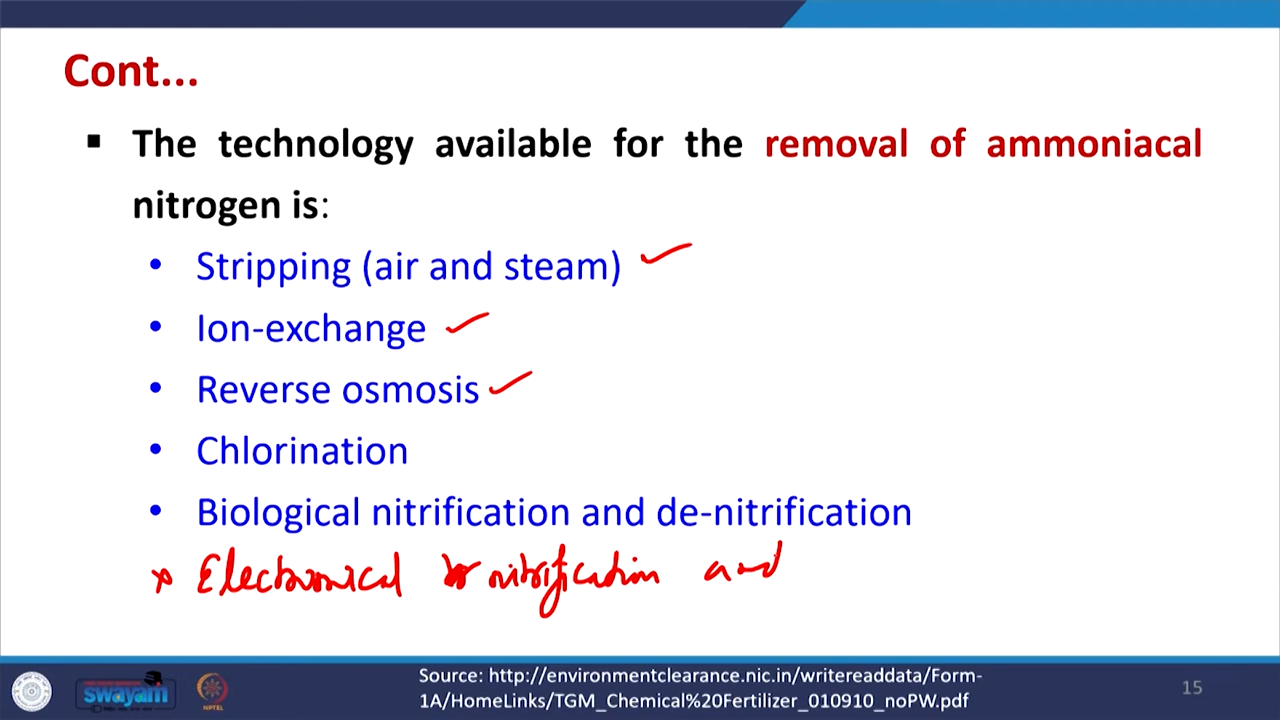 Cont...
▪ The technology available for the removal of ammoniacal
nitrogen is:
• Stripping (air and steam)
• Ion-exchange
• Reverse osmosis
• Chlorination
• Biological nitrification and de-nitrification
nitrification and
Source: http://environmentclearance.nic.in/writereaddata/Form-
1A/HomeLinks/TGM_Chemical%20Fertilizer_010910_noPW.pdf
15
swayam
NPTEL